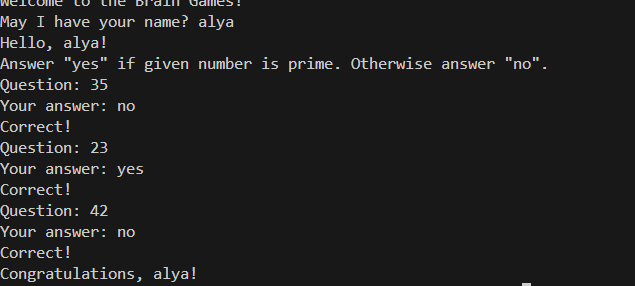 Welcome to the Brain Games!
May I have your name? alya
Hello, alya!
Answer "yes" if given number is prime. Otherwise answer "no".
Question: 35
Your answer: no
Correct!
Question: 23
Your answer: yes
Correct!
Question: 42
Your answer: no
Correct!
Congratulations, alya!